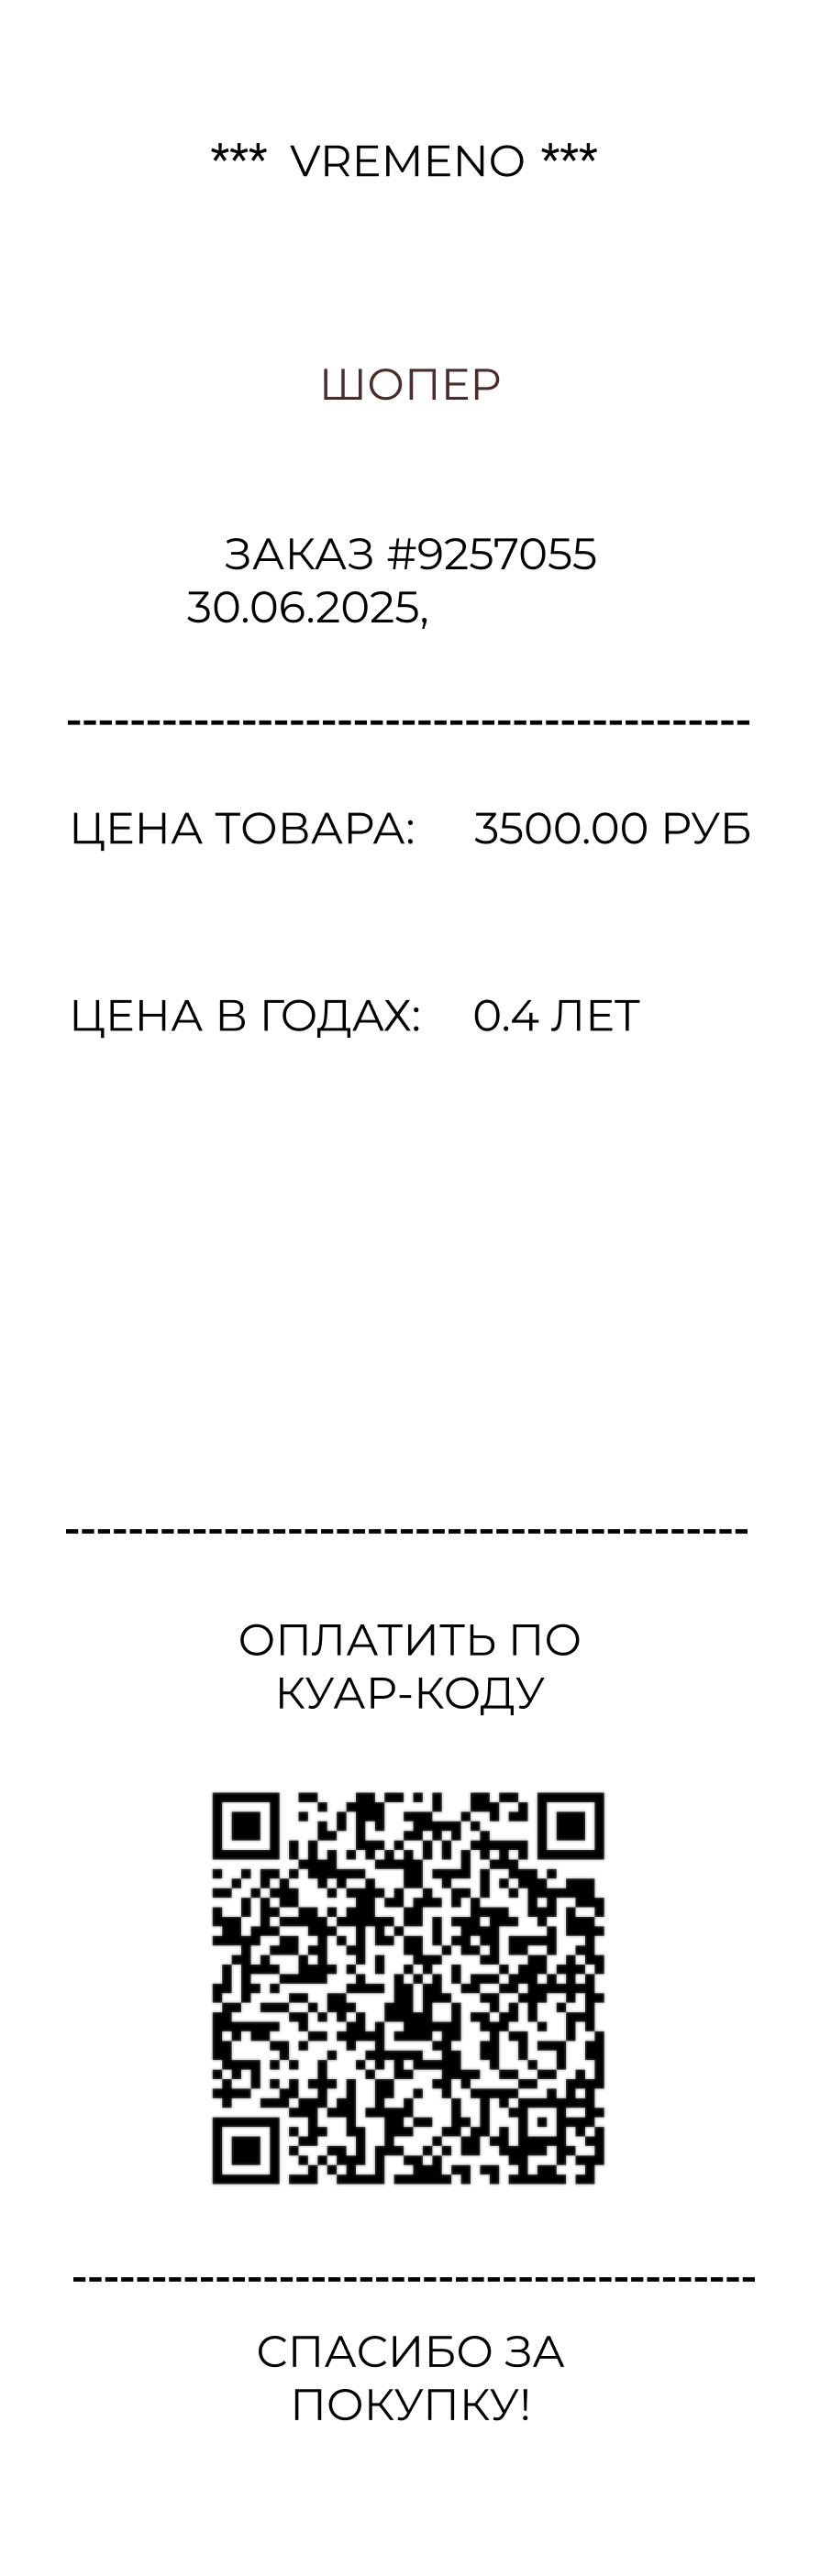 *** VREMENO ***
ШОПЕР
ЗАКАЗ #9257055
30.06.2025,
ЦЕНА ТОВАРА: 3500.00 РУБ
ЦЕНА В ГОДАХ: 0.4 ЛЕТ
ОПЛАТИТЬ ПО
КУАР-КОДУ
СПАСИБО ЗА
ПОКУПКУ!